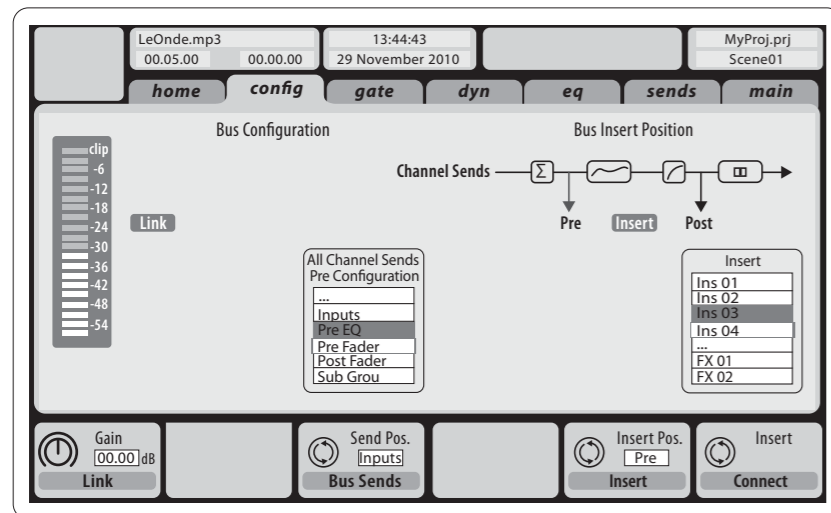 LeOnde.mp3
00.05.00 00.00.00
13:44:43
29 November 2010
MyProj.prj
Scene01
home config gate dyn eq sends main
Bus Configuration
Bus Insert Position
clip
-6
-12
-18
-24
-30
-36
-42
-48
-54
Link
Channel Sends
Σ
Pre Insert Post
All Channel Sends
Pre Configuration
...
Inputs
Pre EQ
Pre Fader
Post Fader
Sub Grou
Insert
Ins 01
Ins 02
Ins 03
Ins 04
...
FX 01
FX 02
Gain
00.00 dB
Link
Send Pos.
Inputs
Bus Sends
Insert Pos.
Pre
Insert
Insert
Connect